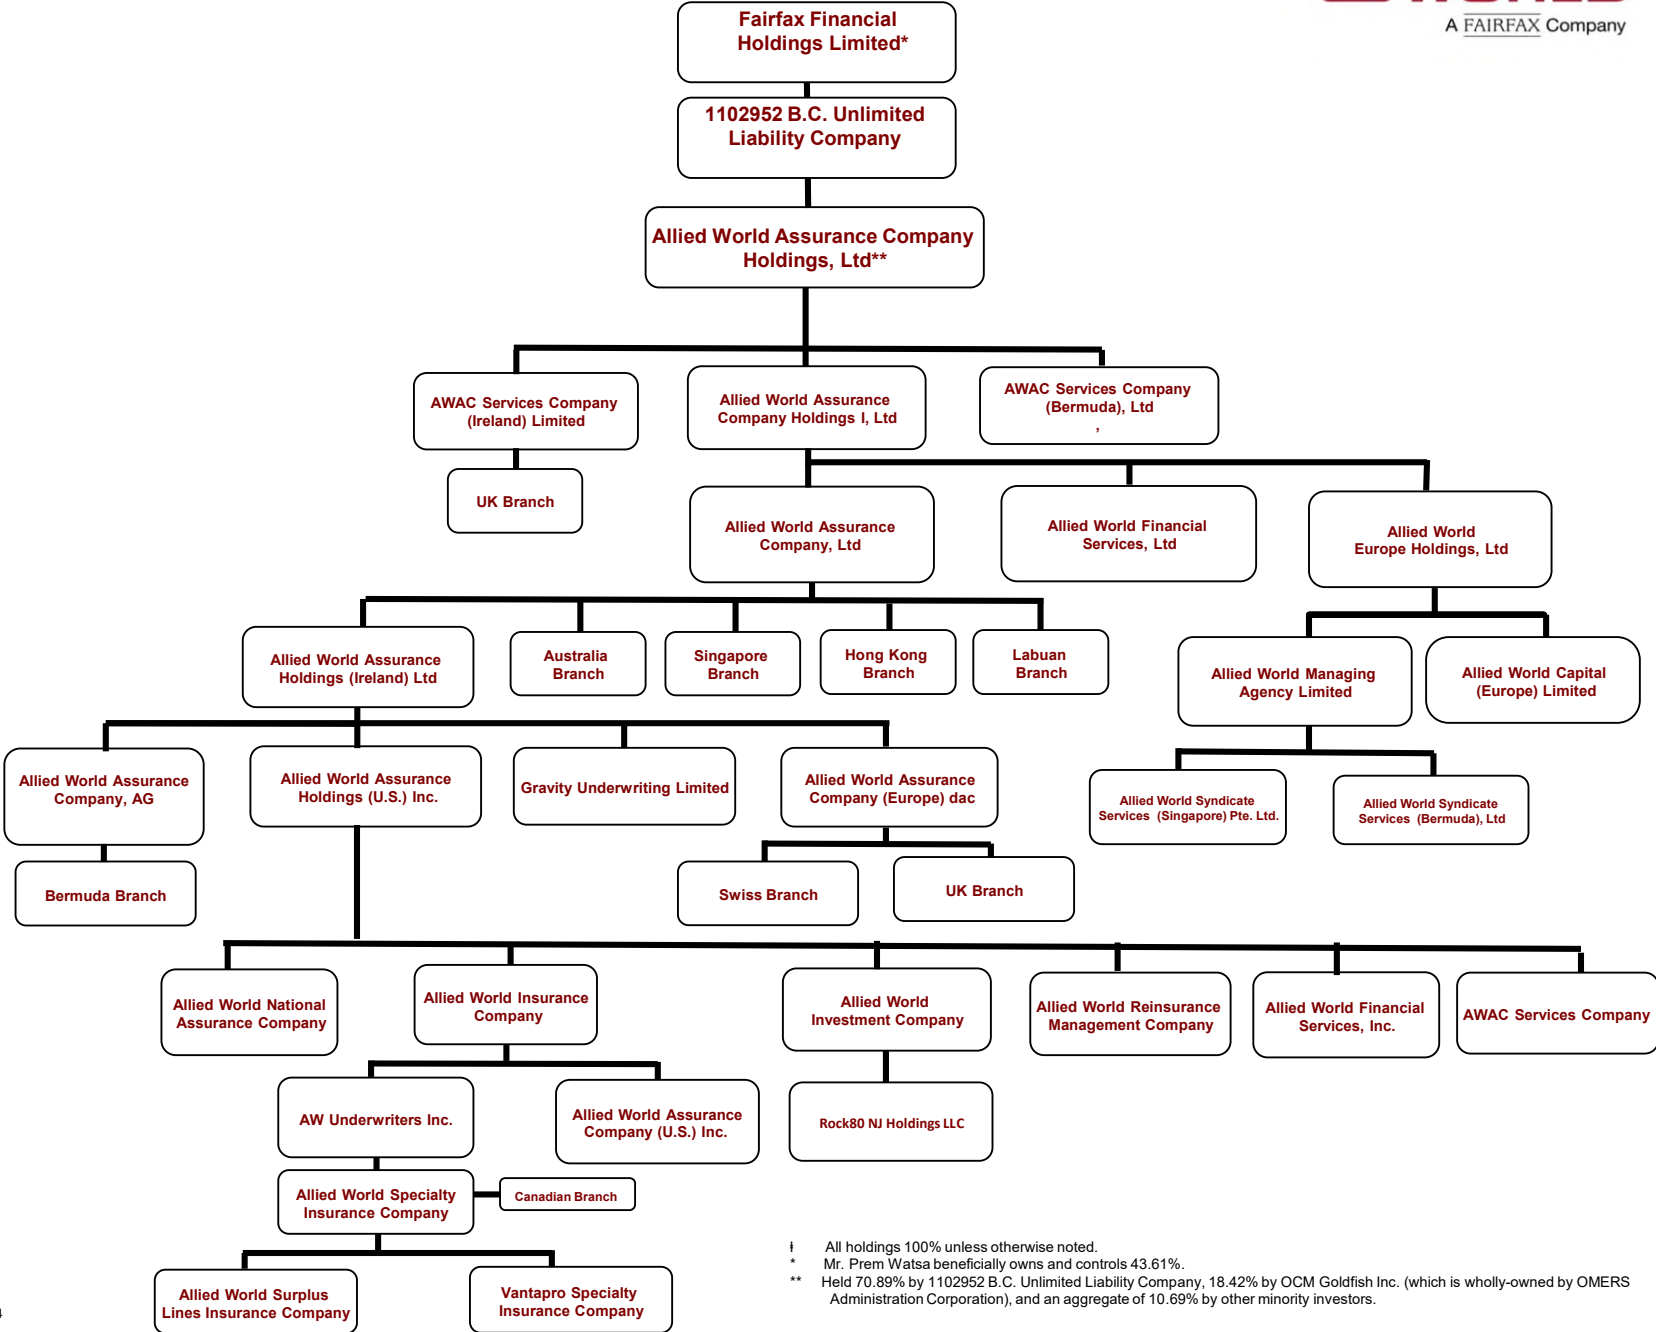 A FAIRFAX Company
Fairfax Financial
Holdings Limited*
1102952 B.C. Unlimited
Liability Company
Allied World Assurance Company
Holdings, Ltd**
AWAC Services Company
(Ireland) Limited
Allied World Assurance
Company Holdings I, Ltd
AWAC Services Company
(Bermuda), Ltd
,
UK Branch
Allied World Assurance
Company, Ltd
Allied World Financial
Services, Ltd
Allied World
Europe Holdings, Ltd
Allied World Assurance
Holdings (Ireland) Ltd
Australia
Branch
Singapore
Branch
Hong Kong
Branch
Labuan
Branch
Allied World Managing
Agency Limited
Allied World Capital
(Europe) Limited
Allied World Assurance
Company, AG
Allied World Assurance
Holdings (U.S.) Inc.
Gravity Underwriting Limited
Allied World Assurance
Company (Europe) dac
Allied World Syndicate
Services (Singapore) Pte. Ltd.
Allied World Syndicate
Services (Bermuda), Ltd
Bermuda Branch
Swiss Branch
UK Branch
Allied World National
Assurance Company
Allied World Insurance
Company
Allied World
Investment Company
Allied World Reinsurance
Management Company
Allied World Financial
Services, Inc.
AWAC Services Company
AW Underwriters Inc.
Allied World Assurance
Company (U.S.) Inc.
Rock80 NJ Holdings LLC
Allied World Specialty
Insurance Company
Canadian Branch
Allied World Surplus
Lines Insurance Company
Vantapro Specialty
Insurance Company
ƚ All holdings 100% unless otherwise noted.
* Mr. Prem Watsa beneficially owns and controls 43.61%.
** Held 70.89% by 1102952 B.C. Unlimited Liability Company, 18.42% by OCM Goldfish Inc. (which is wholly-owned by OMERS
Administration Corporation), and an aggregate of 10.69% by other minority investors.